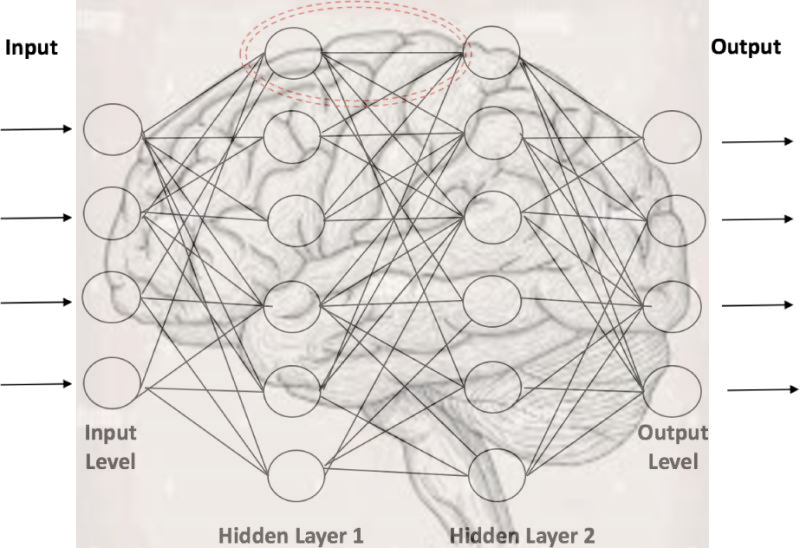 Input
Output
Input
Level
Output
Level
Hidden Layer 1
Hidden Layer 2